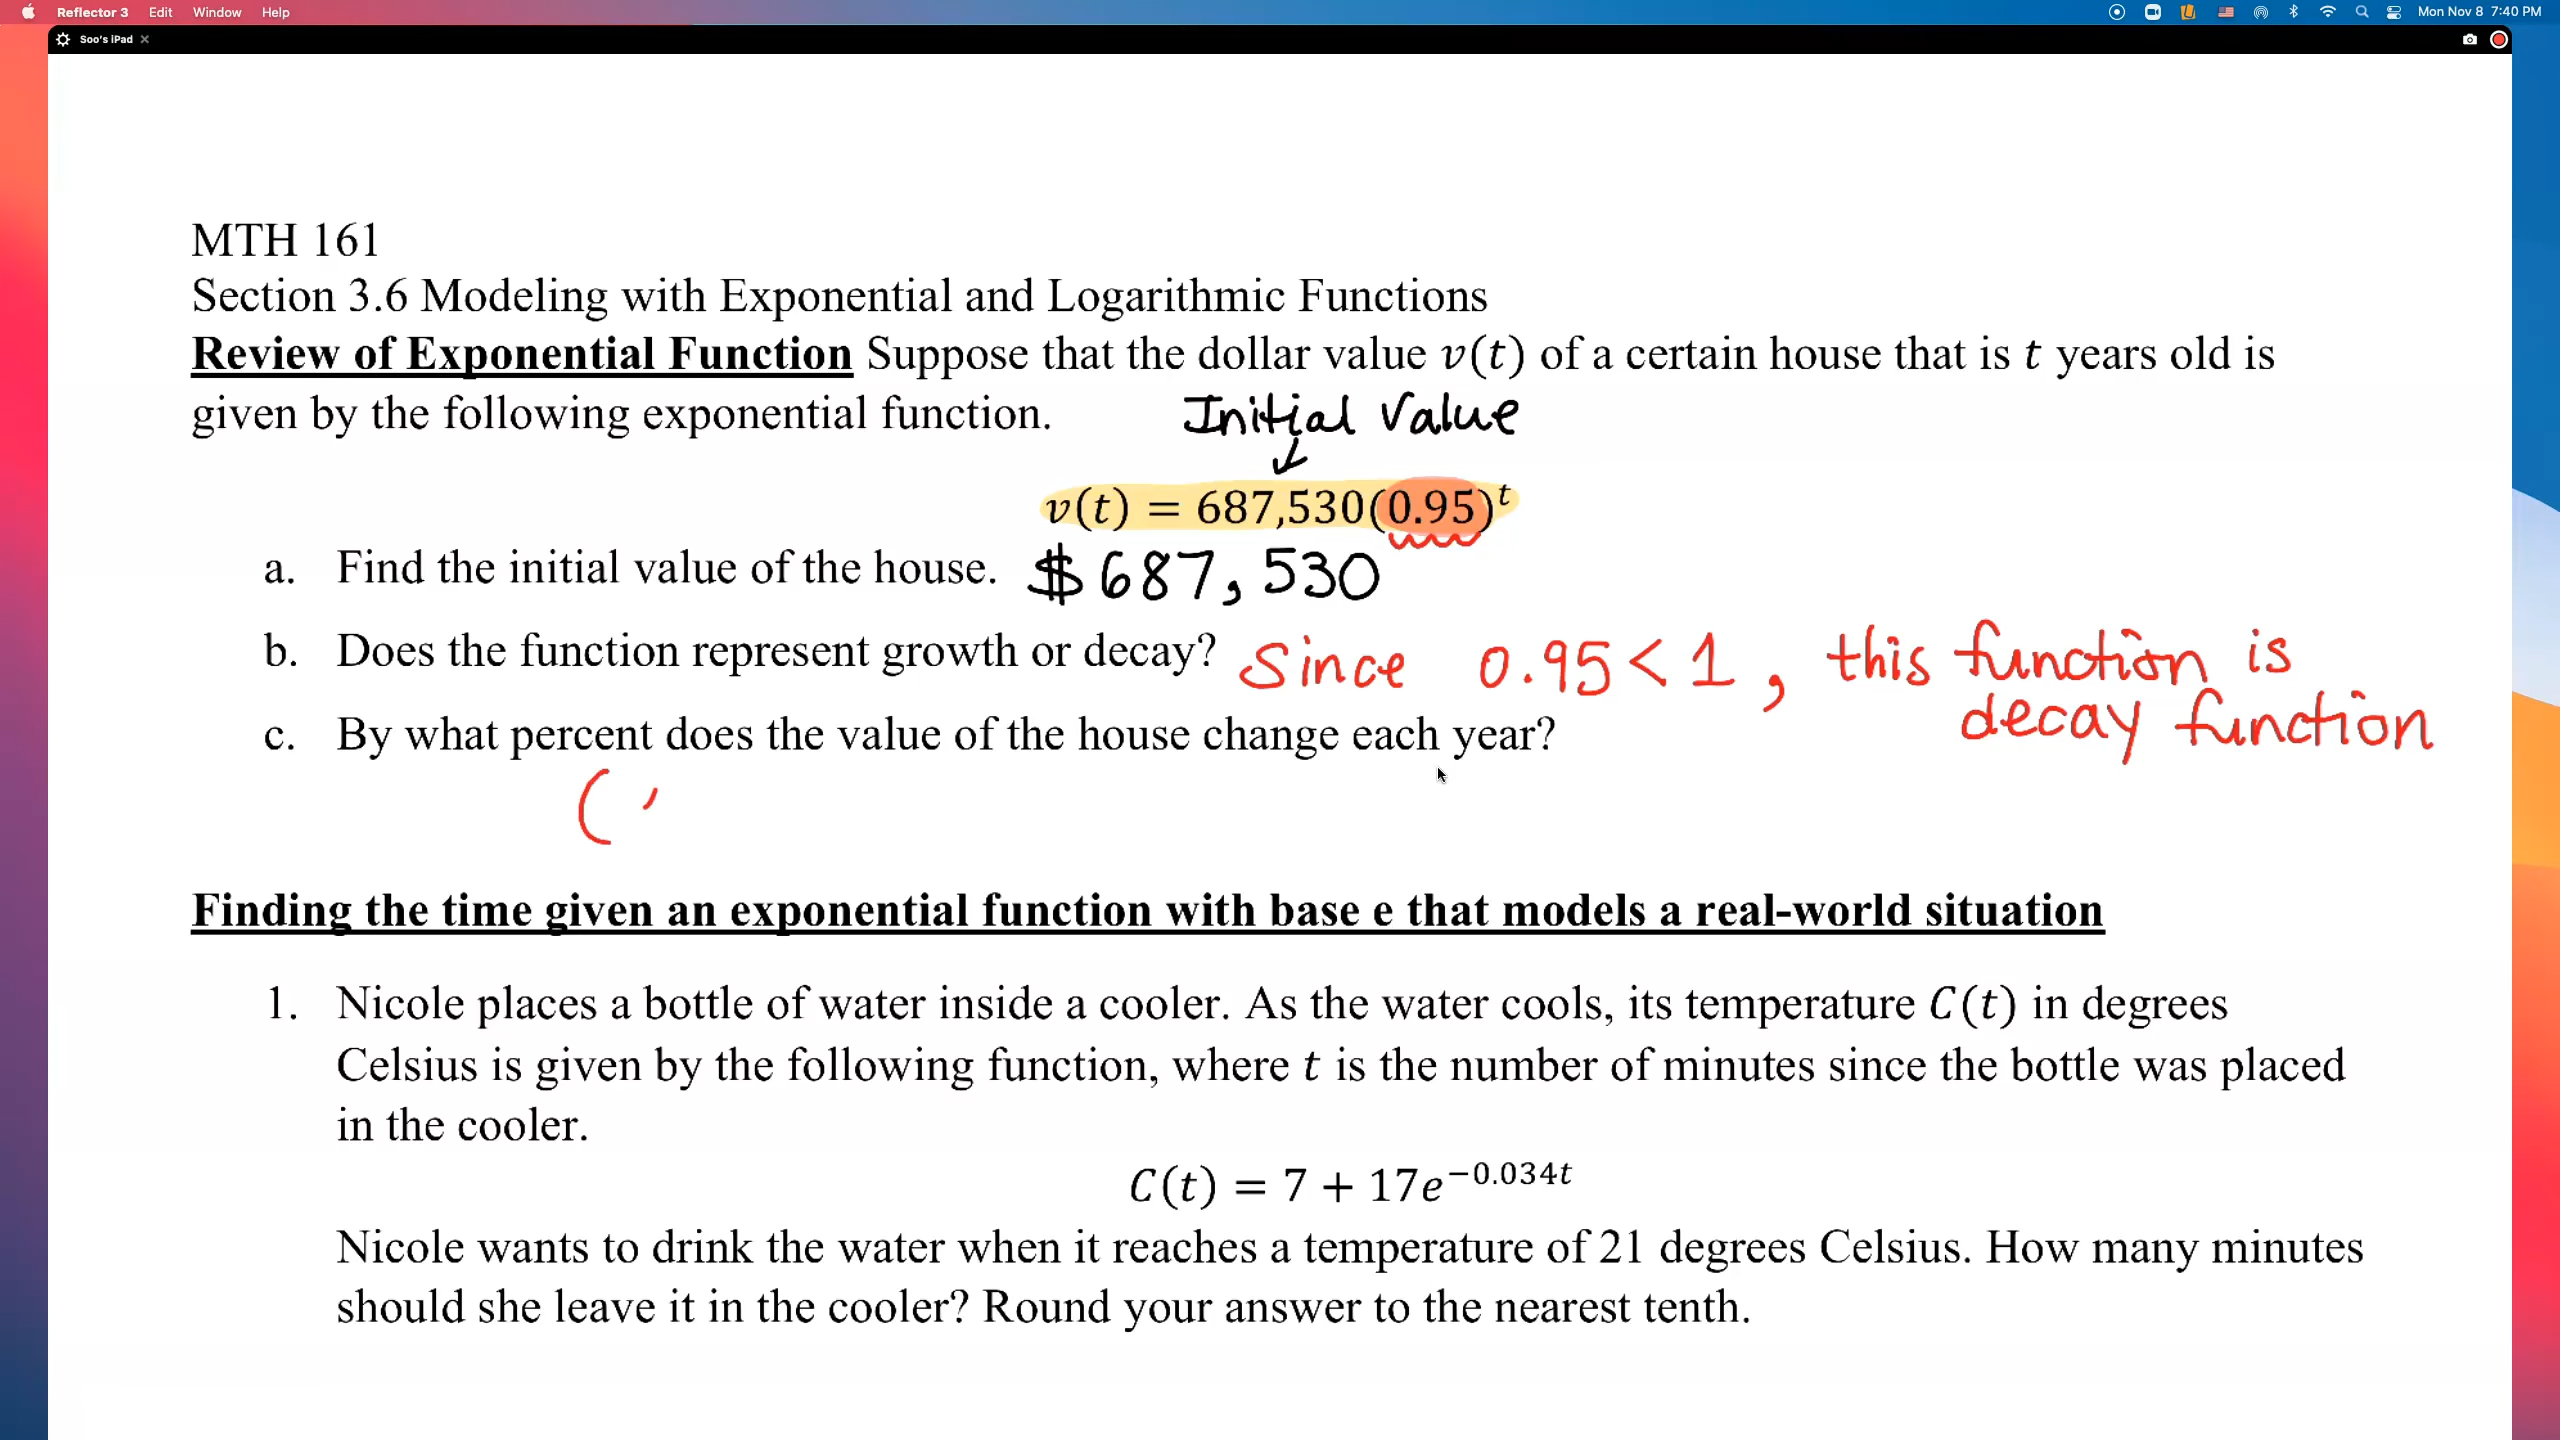 Reflector 3 Edit Window Help Mon Nov 8 7:40 PM
Soo's iPad
MTH 161
Section 3.6 Modeling with Exponential and Logarithmic Functions
Review of Exponential Function Suppose that the dollar value v(t) of a certain house that is t years old is
given by the following exponential function.
Initial Value
v(t) = 687,530(0.95)^t
a. Find the initial value of the house. $687,530
b. Does the function represent growth or decay? Since 0.95 < 1, this function is
decay function
c. By what percent does the value of the house change each year?
(
Finding the time given an exponential function with base e that models a real-world situation
1. Nicole places a bottle of water inside a cooler. As the water cools, its temperature C(t) in degrees
Celsius is given by the following function, where t is the number of minutes since the bottle was placed
in the cooler.
C(t) = 7 + 17e^−0.034t
Nicole wants to drink the water when it reaches a temperature of 21 degrees Celsius. How many minutes
should she leave it in the cooler? Round your answer to the nearest tenth.